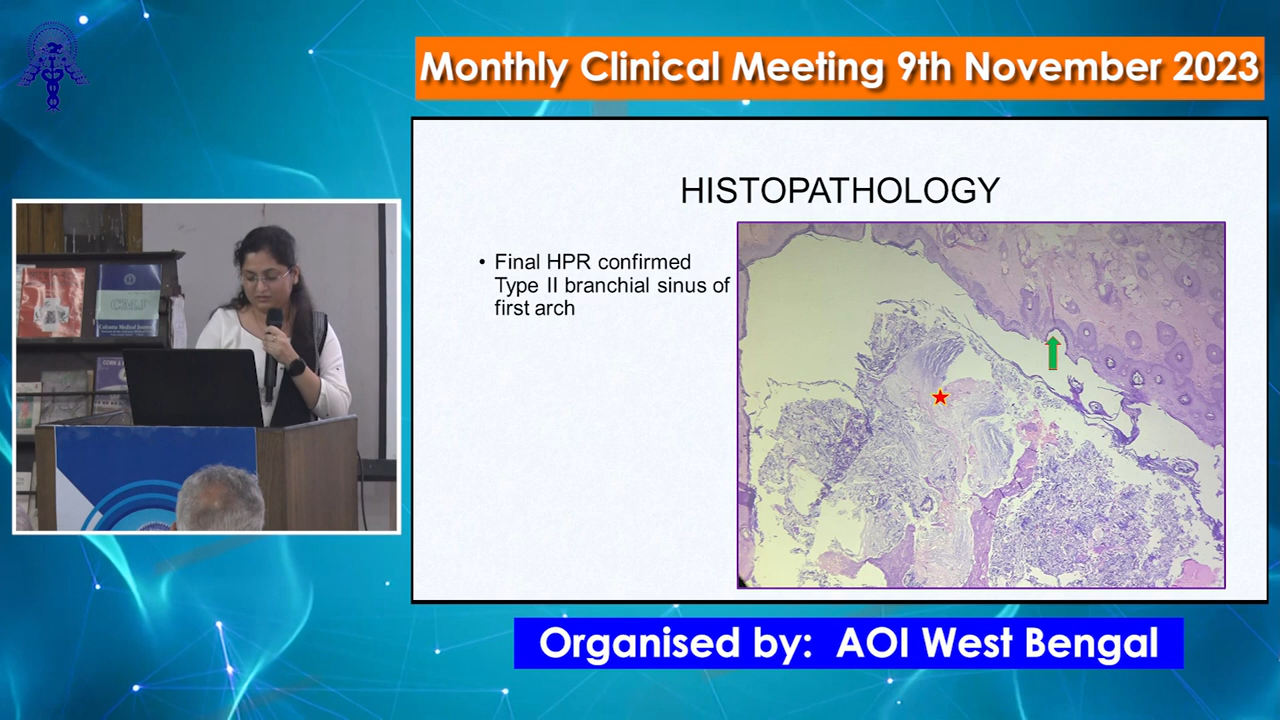 Monthly Clinical Meeting 9th November 2023
HISTOPATHOLOGY
• Final HPR confirmed
Type II branchial sinus of
first arch
Organised by: AOI West Bengal